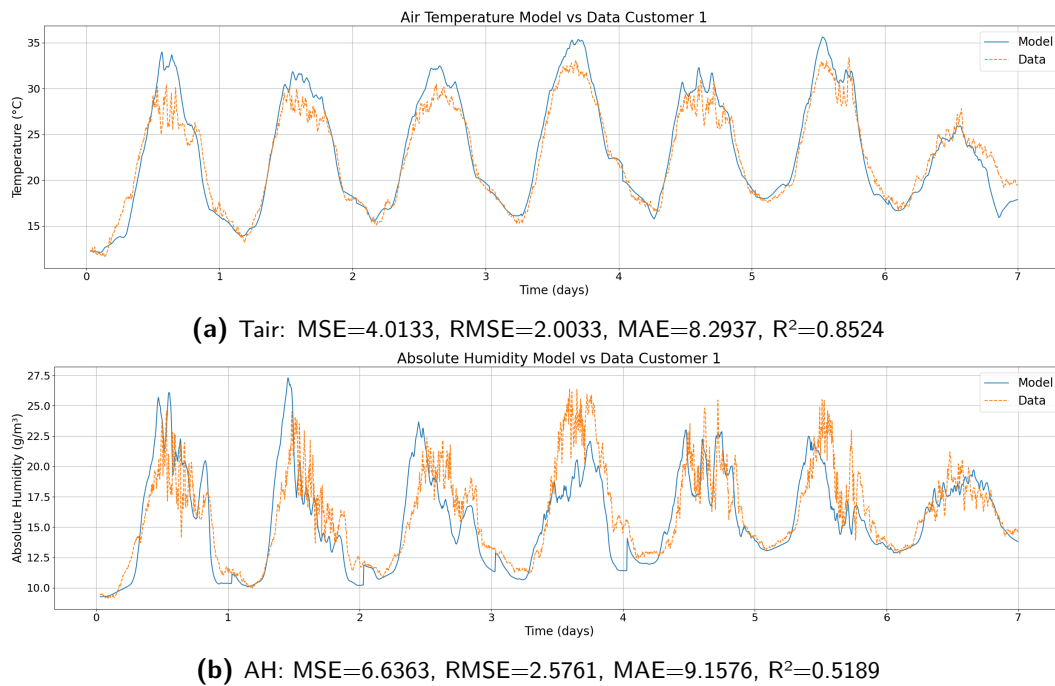 Air Temperature Model vs Data Customer 1
Temperature (°C)
35
30
25
20
15
Model
Data
0 1 2 3 4 5 6 7
Time (days)
(a) Tair: MSE=4.0133, RMSE=2.0033, MAE=8.2937, R²=0.8524
Absolute Humidity Model vs Data Customer 1
Absolute Humidity (g/m³)
27.5
25.0
22.5
20.0
17.5
15.0
12.5
10.0
Model
Data
0 1 2 3 4 5 6 7
Time (days)
(b) AH: MSE=6.6363, RMSE=2.5761, MAE=9.1576, R²=0.5189